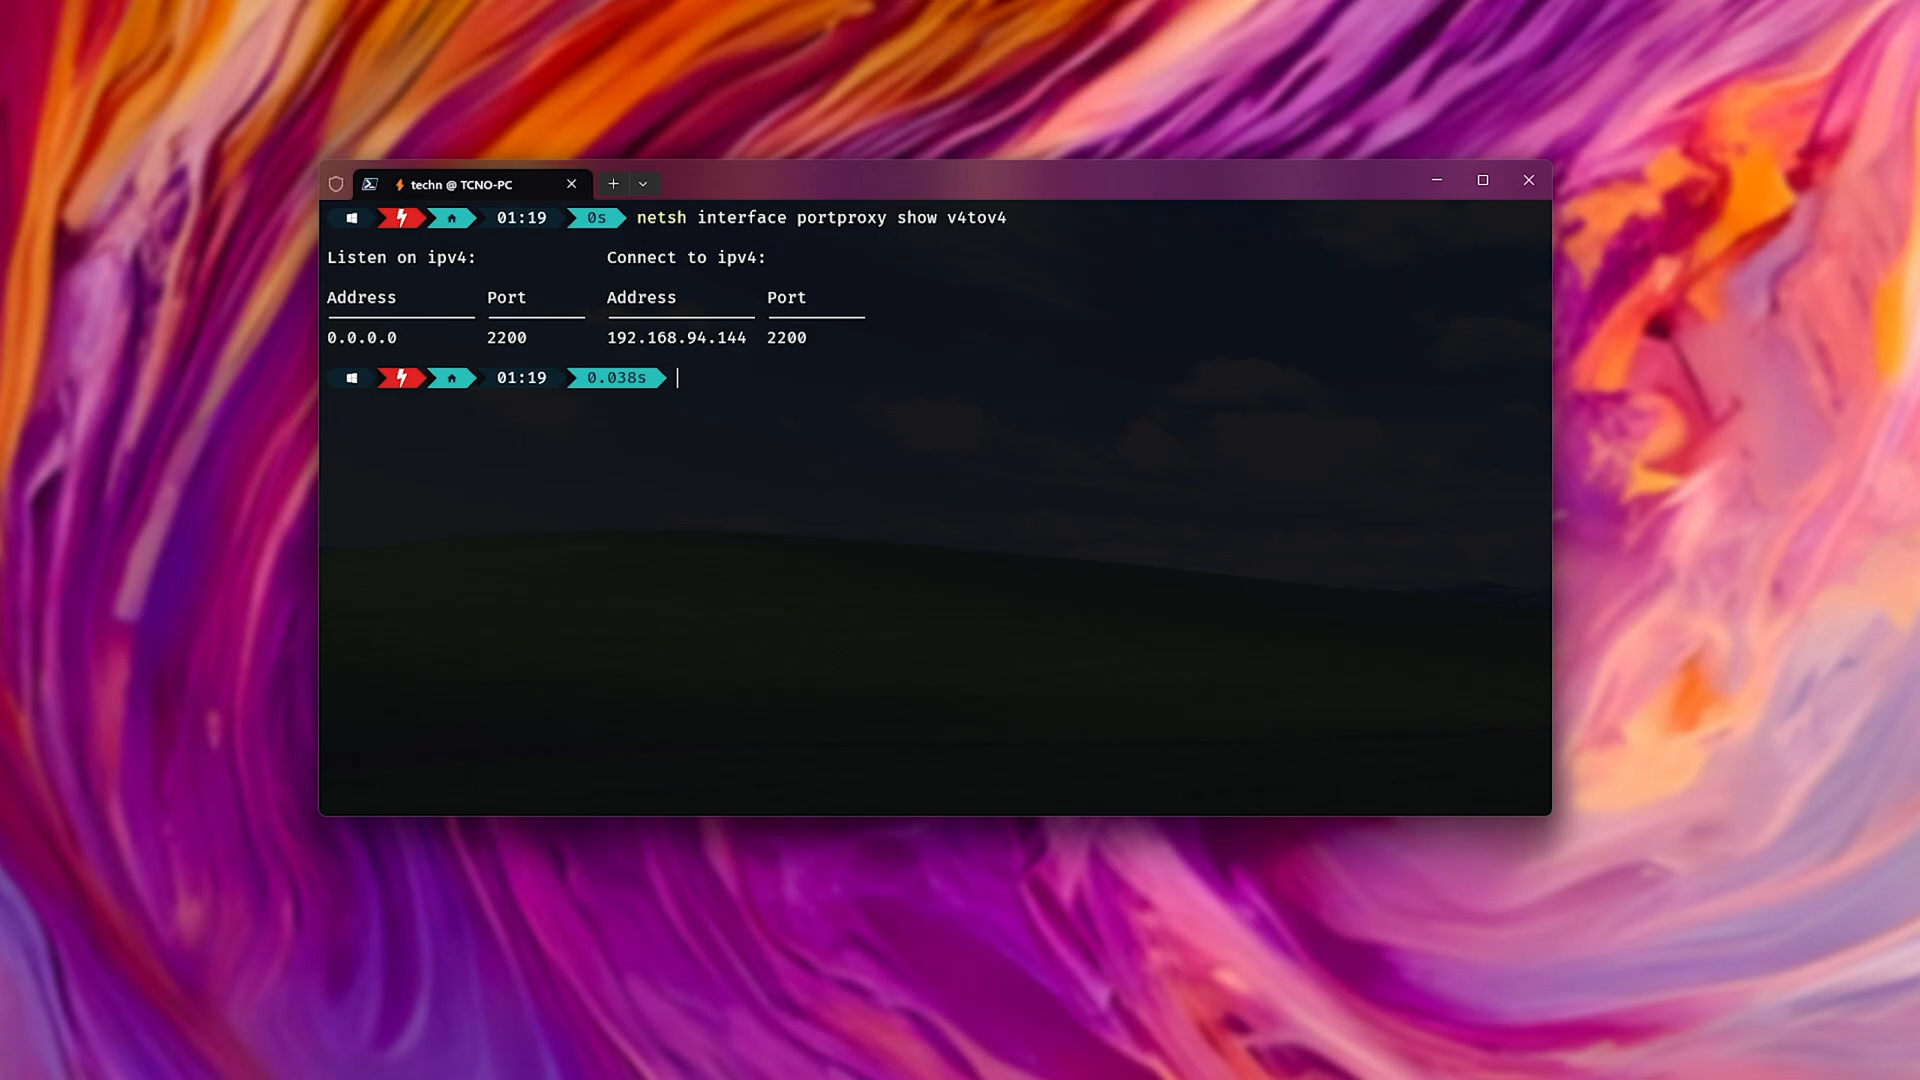 techn @ TCNO-PC
01:19 0s netsh interface portproxy show v4tov4
Listen on ipv4: Connect to ipv4:
Address Port Address Port
0.0.0.0 2200 192.168.94.144 2200
01:19 0.038s